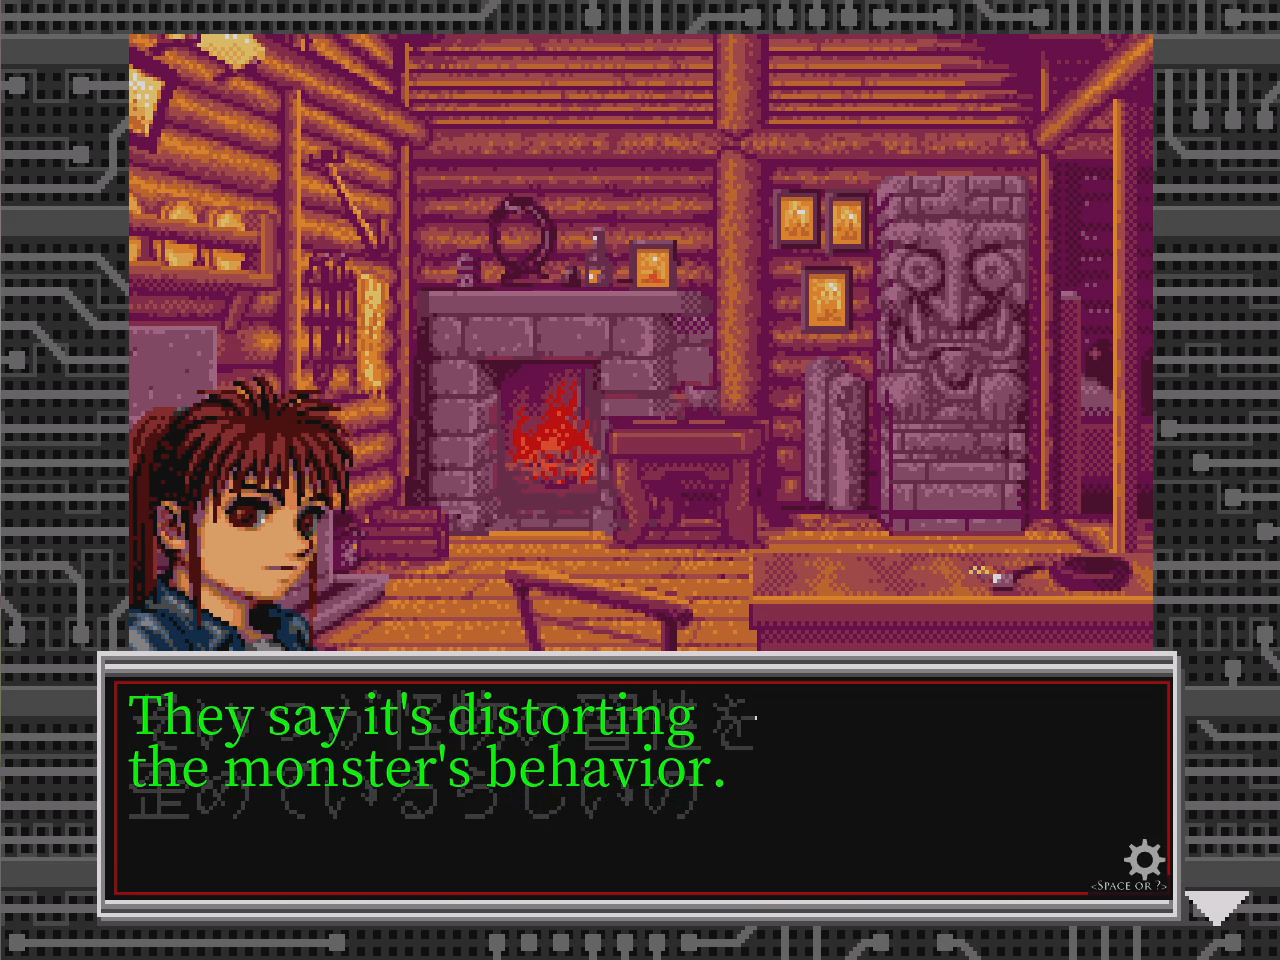 They say it's distorting
the monster's behavior.
<SPACE OR ?>